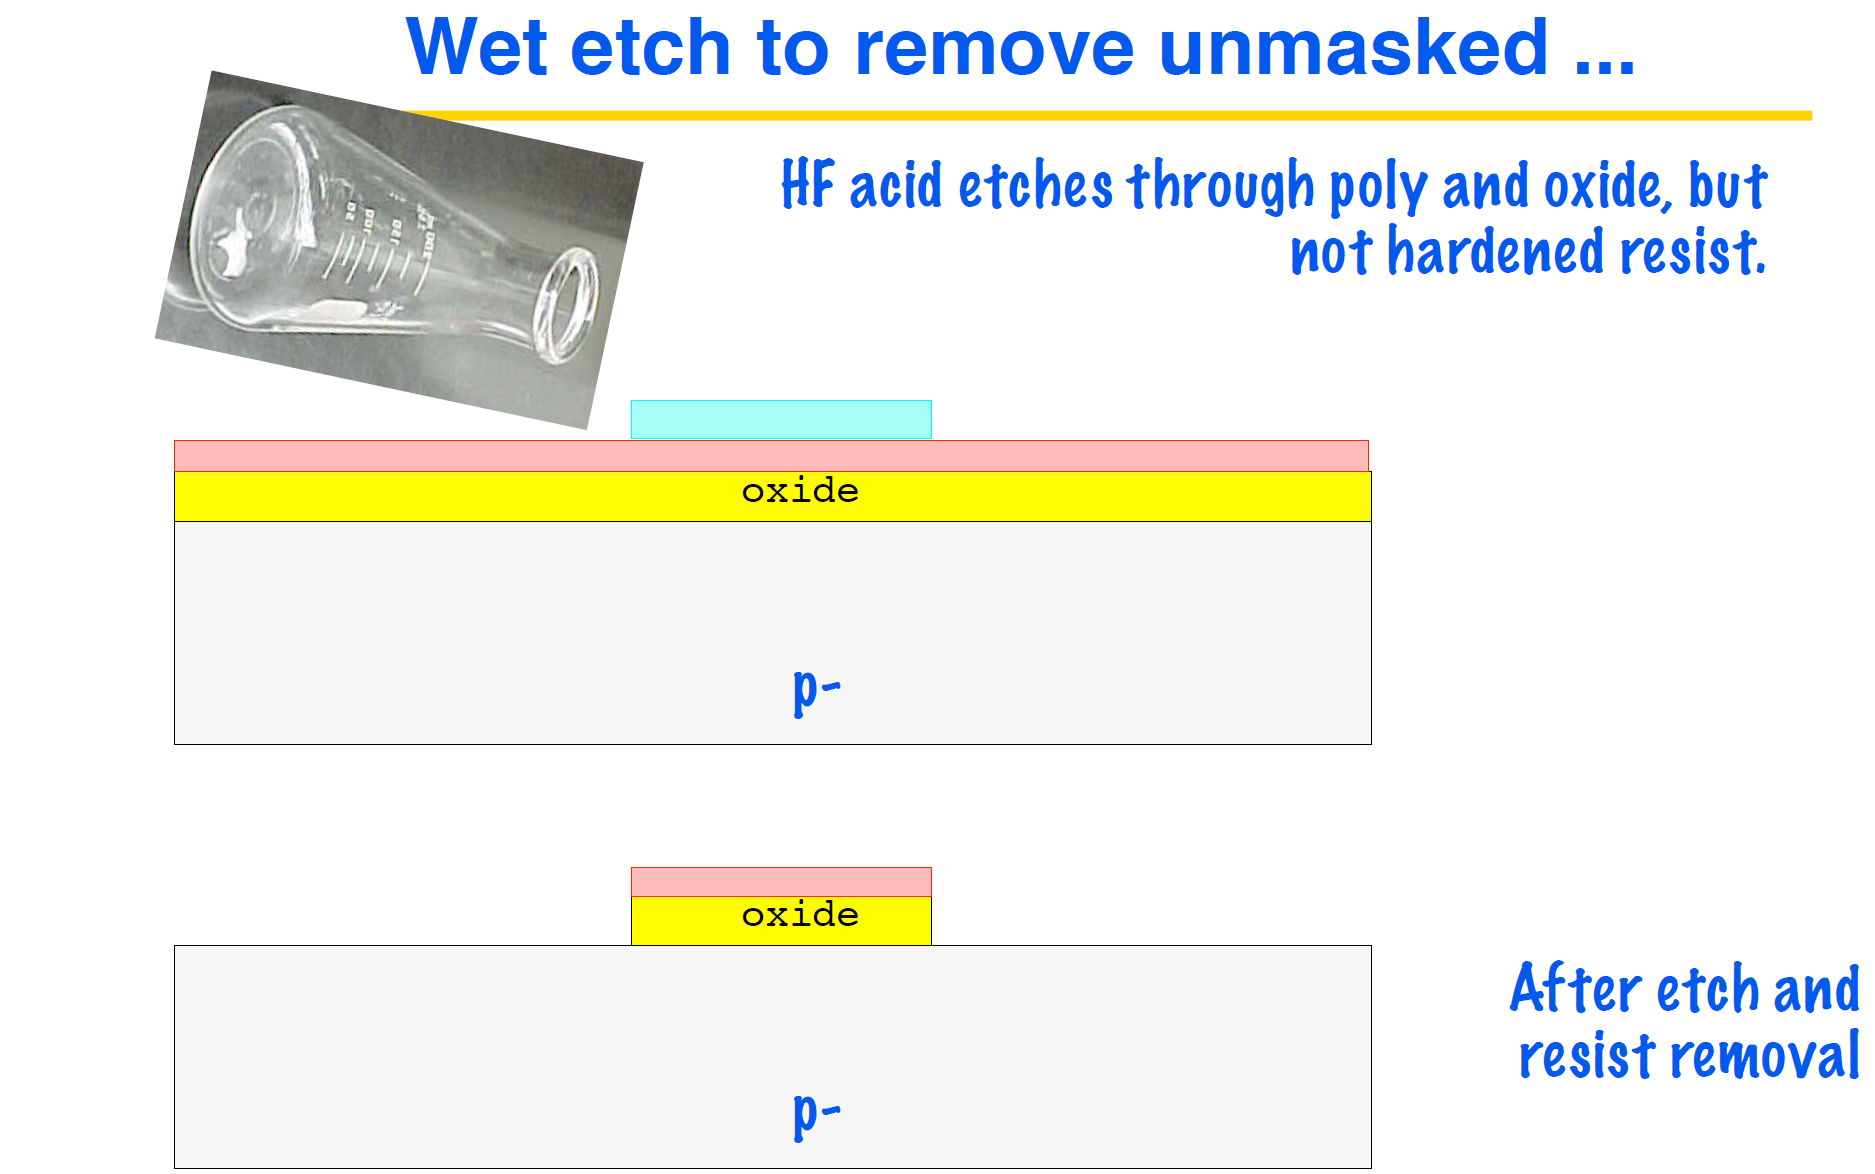 Wet etch to remove unmasked ...
HF acid etches through poly and oxide, but
not hardened resist.
oxide
p-
oxide
After etch and
resist removal
p-